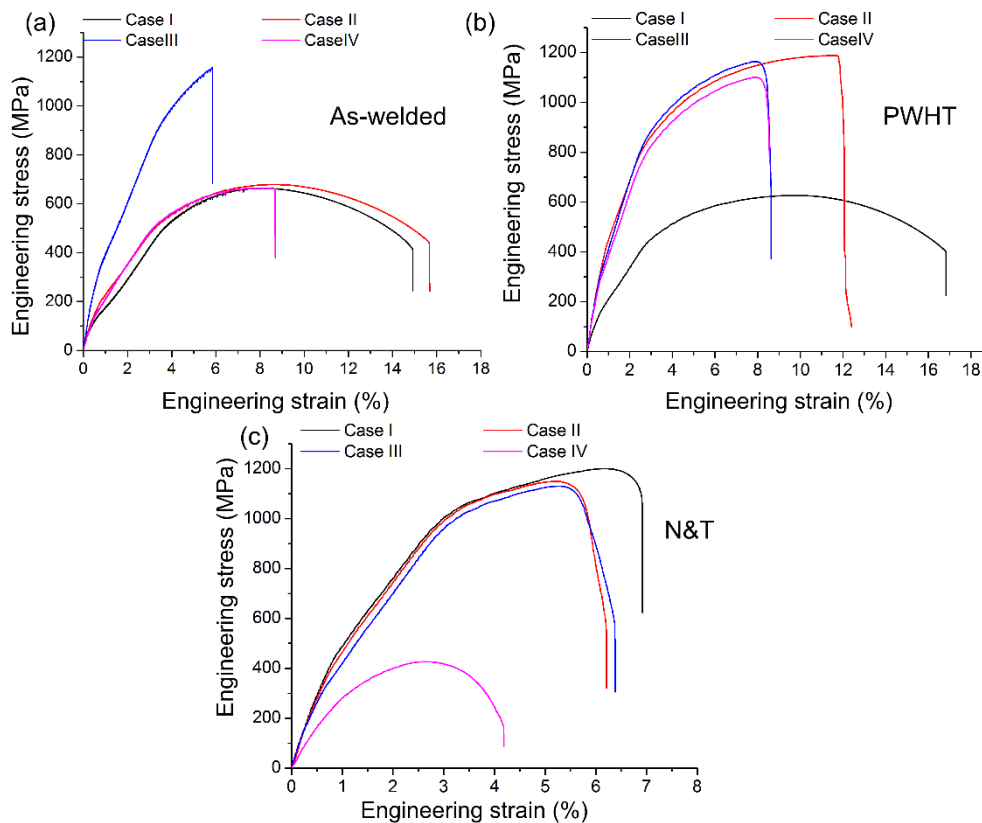 (a)
Case I Case II
CaseIII CaseIV
1200
1000
800
600
400
200
0
Engineering stress (MPa)
As-welded
0 2 4 6 8 10 12 14 16 18
Engineering strain (%)
(b)
Case I Case II
CaseIII CaseIV
1200
1000
800
600
400
200
0
Engineering stress (MPa)
PWHT
0 2 4 6 8 10 12 14 16 18
Engineering strain (%)
(c)
Case I Case II
Case III Case IV
1200
1000
800
600
400
200
0
Engineering stress (MPa)
N&T
0 1 2 3 4 5 6 7 8
Engineering strain (%)